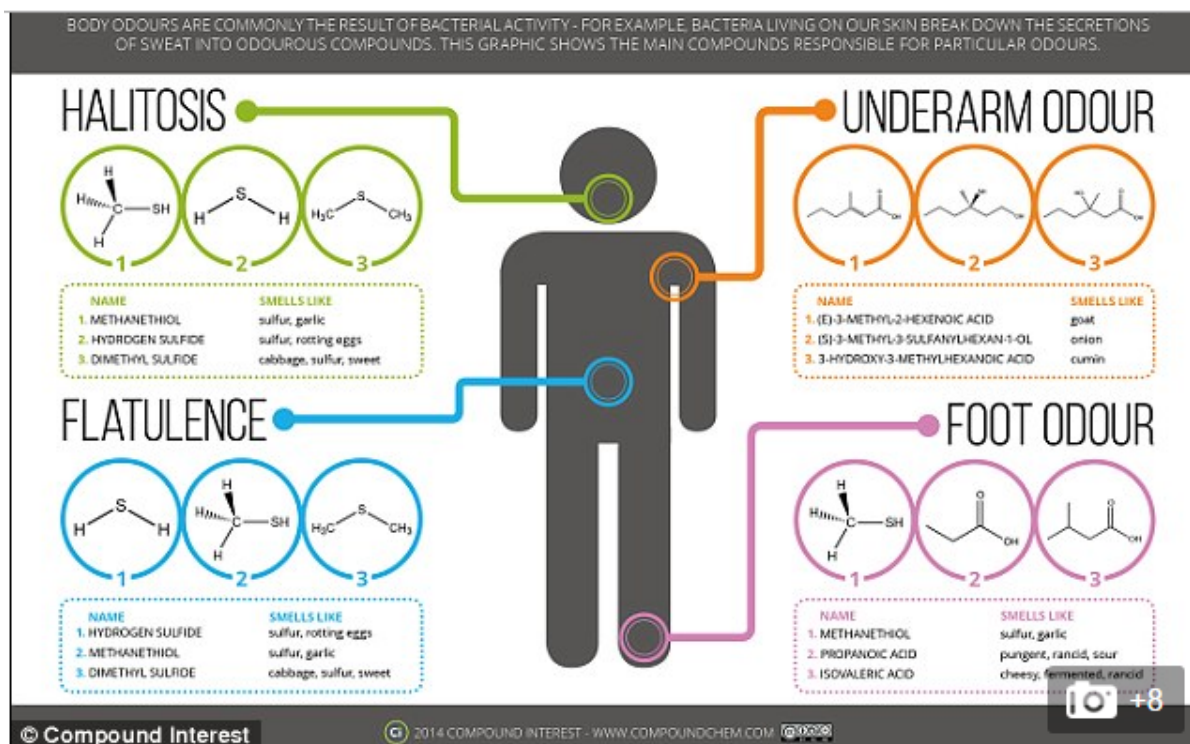 BODY ODOURS ARE COMMONLY THE RESULT OF BACTERIAL ACTIVITY - FOR EXAMPLE, BACTERIA LIVING ON OUR SKIN BREAK DOWN THE SECRETIONS
OF SWEAT INTO ODOUROUS COMPOUNDS. THIS GRAPHIC SHOWS THE MAIN COMPOUNDS RESPONSIBLE FOR PARTICULAR ODOURS.
HALITOSIS
H
H
C
SH
H
1
S
H
H
2
S
H₃C
CH₃
3
NAME SMELLS LIKE
1. METHANETHIOL sulfur, garlic
2. HYDROGEN SULFIDE sulfur, rotting eggs
3. DIMETHYL SULFIDE cabbage, sulfur, sweet
UNDERARM ODOUR
O
OH
1
SH
OH
2
HO
O
OH
3
NAME SMELLS LIKE
1. (E)-3-METHYL-2-HEXENOIC ACID goat
2. (S)-3-METHYL-3-SULFANYLHEXAN-1-OL onion
3. 3-HYDROXY-3-METHYLHEXANOIC ACID cumin
FLATULENCE
S
H
H
1
H
H
C
SH
H
2
S
H₃C
CH₃
3
NAME SMELLS LIKE
1. HYDROGEN SULFIDE sulfur, rotting eggs
2. METHANETHIOL sulfur, garlic
3. DIMETHYL SULFIDE cabbage, sulfur, sweet
FOOT ODOUR
H
H
C
SH
H
1
O
OH
2
O
OH
3
NAME SMELLS LIKE
1. METHANETHIOL sulfur, garlic
2. PROPANOIC ACID pungent, rancid, sour
3. ISOVALERIC ACID cheesy, fermented, rancid
+8
© Compound Interest
Ci 2014 COMPOUND INTEREST - WWW.COMPOUNDCHEM.COM